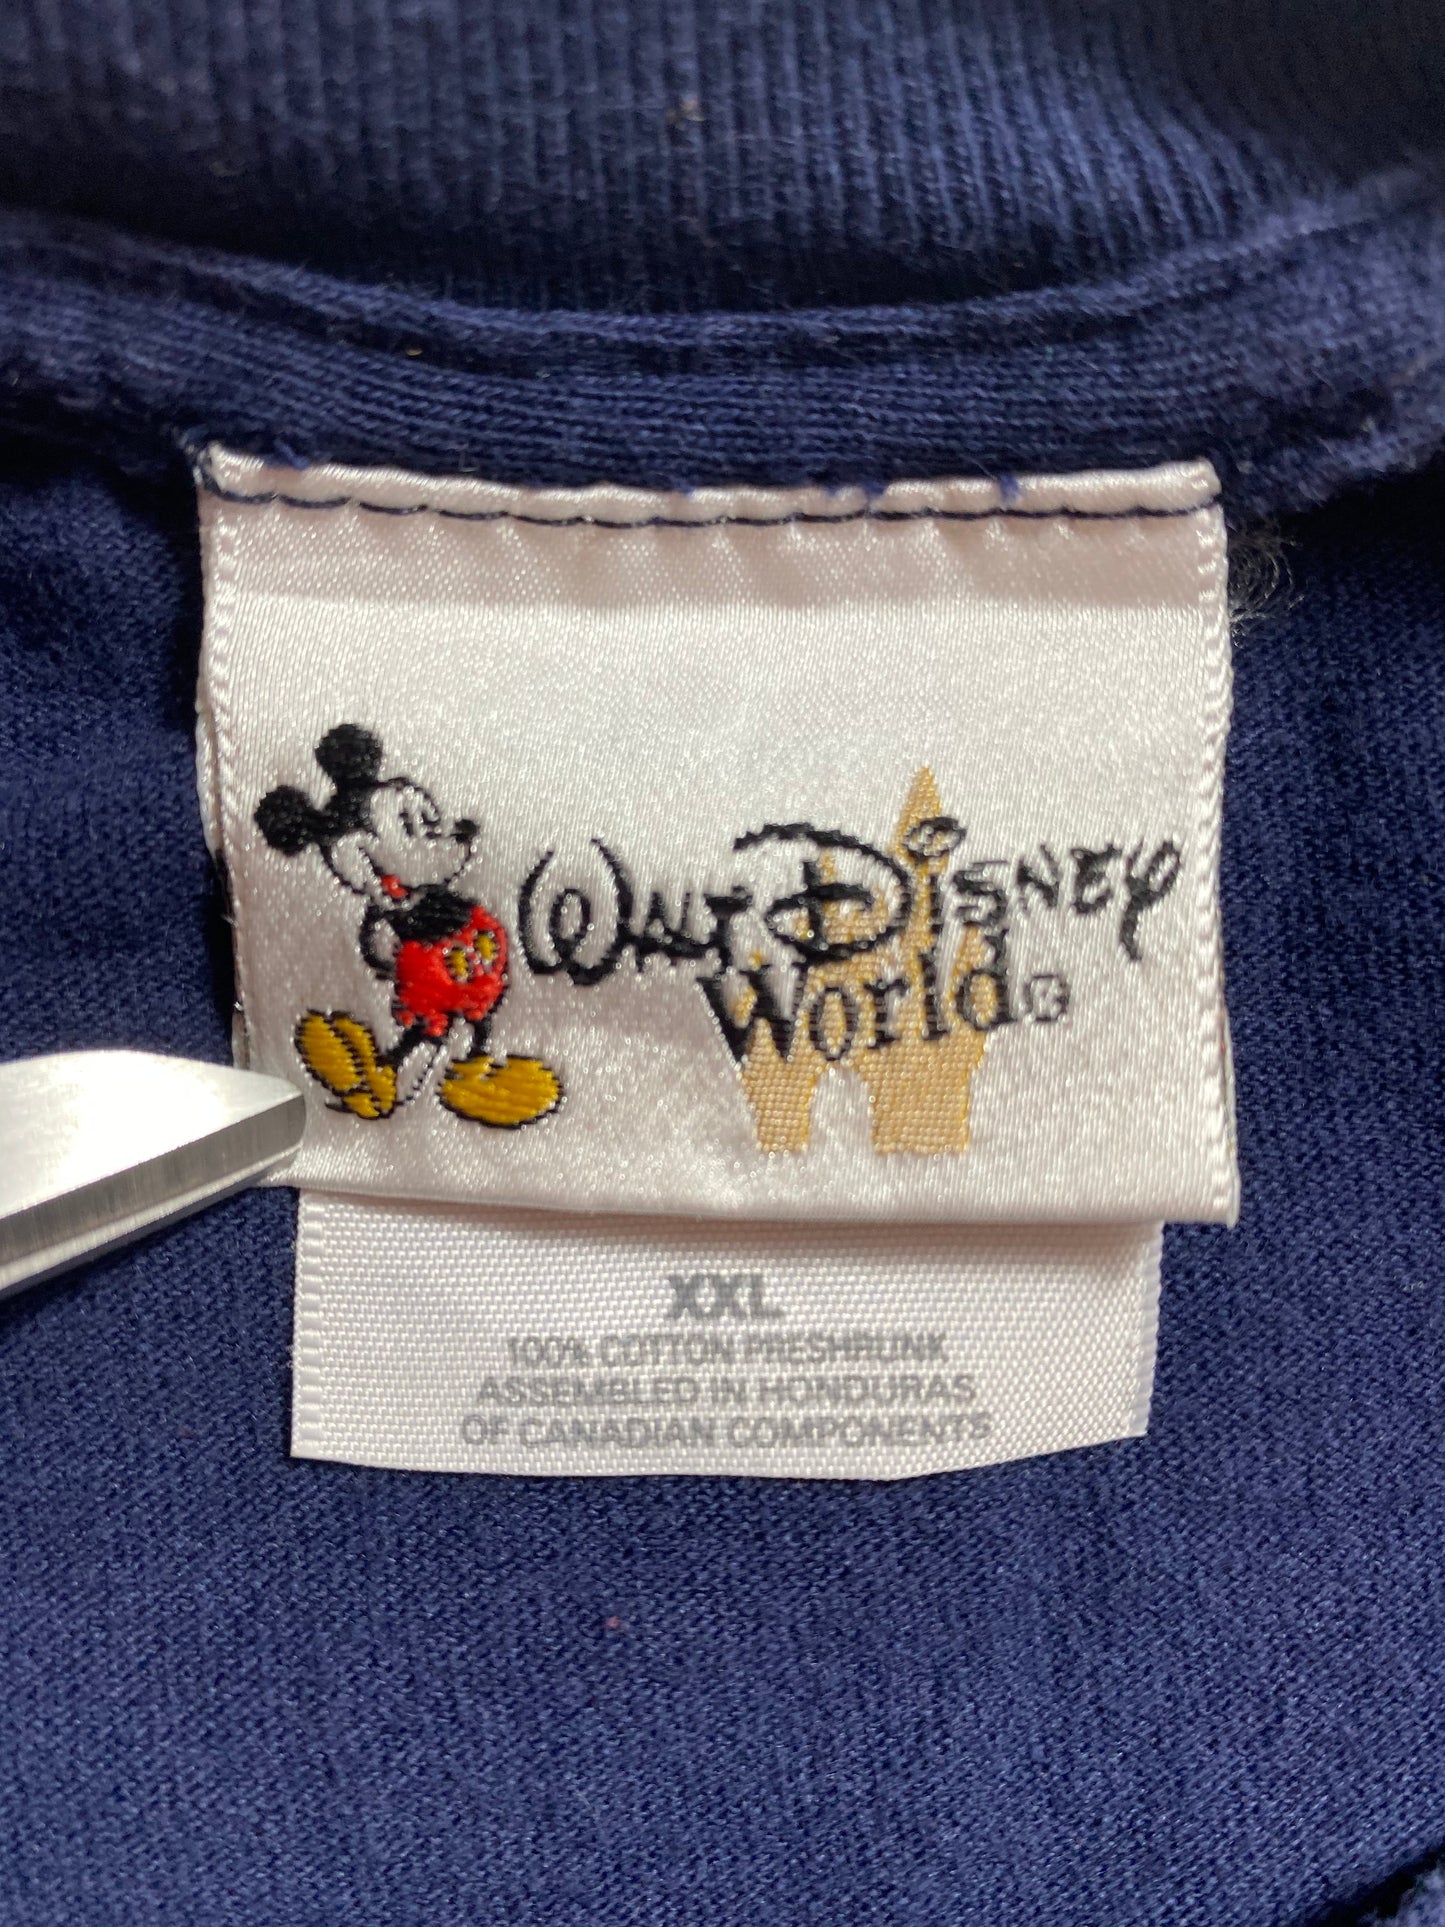 WALT DISNEY
World®
XXL
100% COTTON PRESHRUNK
ASSEMBLED IN HONDURAS
OF CANADIAN COMPONENTS